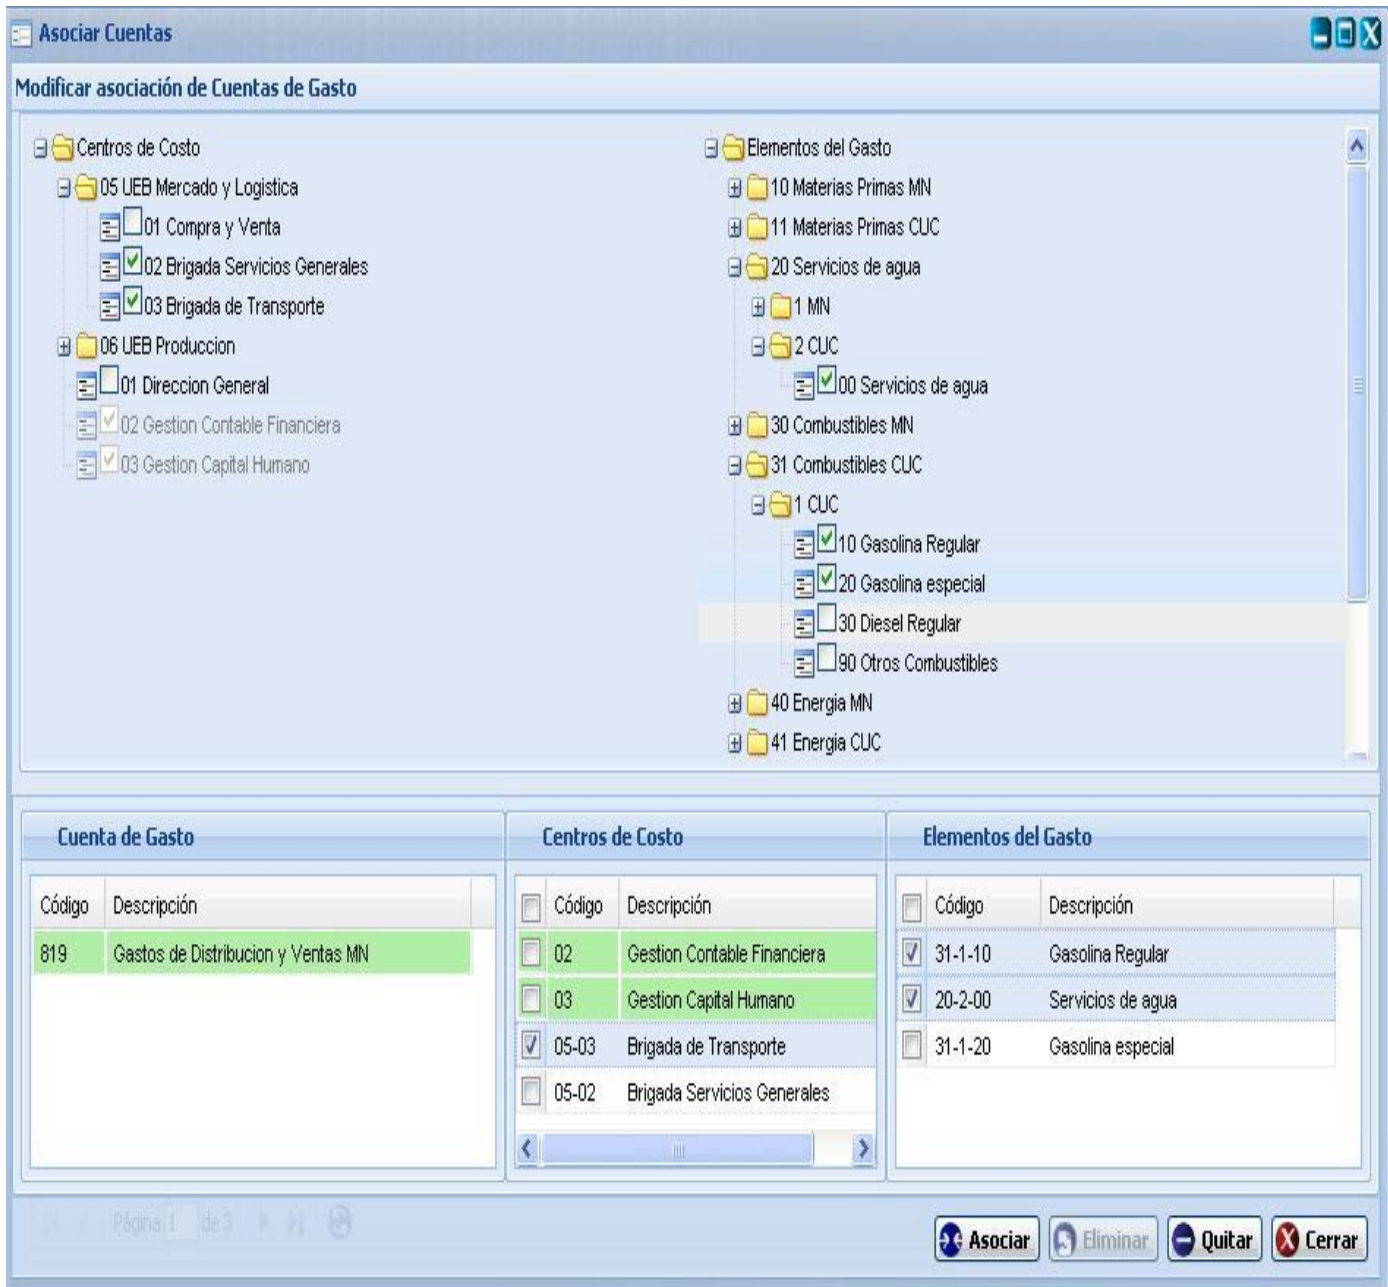 Asociar Cuentas
Modificar asociación de Cuentas de Gasto
Centros de Costo
05 UEB Mercado y Logistica
01 Compra y Venta
02 Brigada Servicios Generales
03 Brigada de Transporte
06 UEB Produccion
01 Direccion General
02 Gestion Contable Financiera
03 Gestion Capital Humano
Elementos del Gasto
10 Materias Primas MN
11 Materias Primas CUC
20 Servicios de agua
1 MN
2 CUC
00 Servicios de agua
30 Combustibles MN
31 Combustibles CUC
1 CUC
10 Gasolina Regular
20 Gasolina especial
30 Diesel Regular
90 Otros Combustibles
40 Energia MN
41 Energia CUC
Cuenta de Gasto
Código Descripción
819 Gastos de Distribucion y Ventas MN
Centros de Costo
Código Descripción
02 Gestion Contable Financiera
03 Gestion Capital Humano
05-03 Brigada de Transporte
05-02 Brigada Servicios Generales
Elementos del Gasto
Código Descripción
31-1-10 Gasolina Regular
20-2-00 Servicios de agua
31-1-20 Gasolina especial
Página 1 de 3
Asociar Eliminar Quitar Cerrar